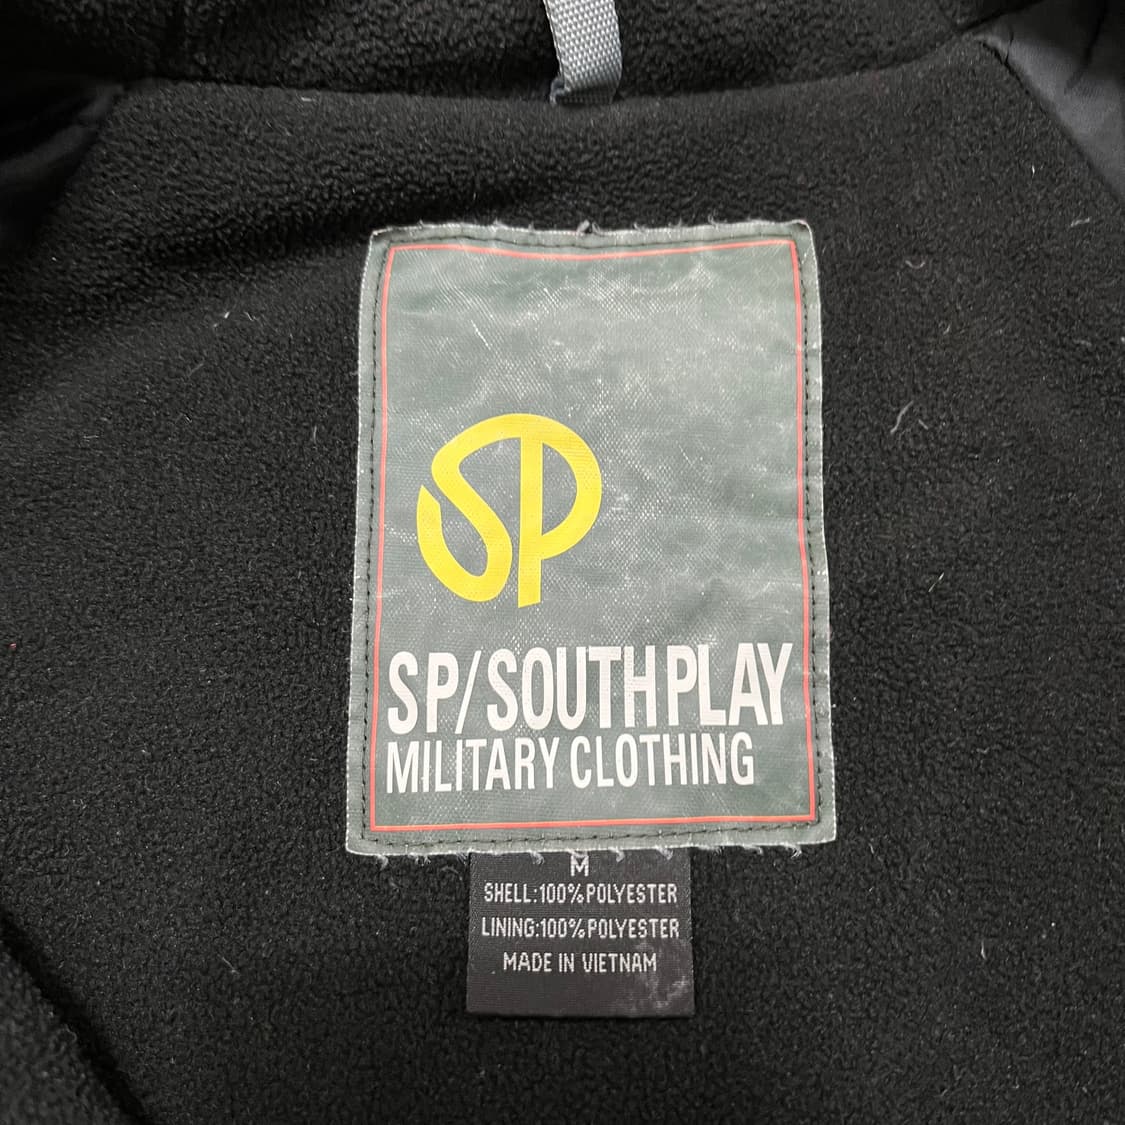 SP
SP/SOUTHPLAY
MILITARY CLOTHING
M
SHELL:100%POLYESTER
LINING:100%POLYESTER
MADE IN VIETNAM